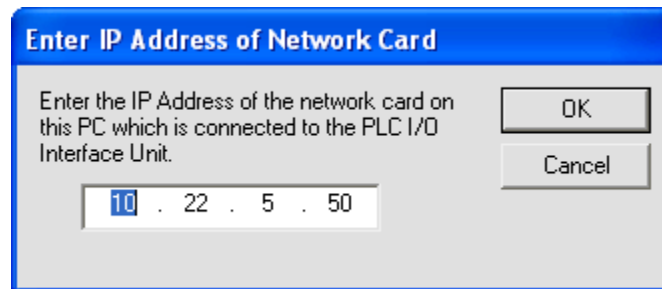 Enter IP Address of Network Card
Enter the IP Address of the network card on
this PC which is connected to the PLC I/O
Interface Unit.
OK
Cancel
10 . 22 . 5 . 50